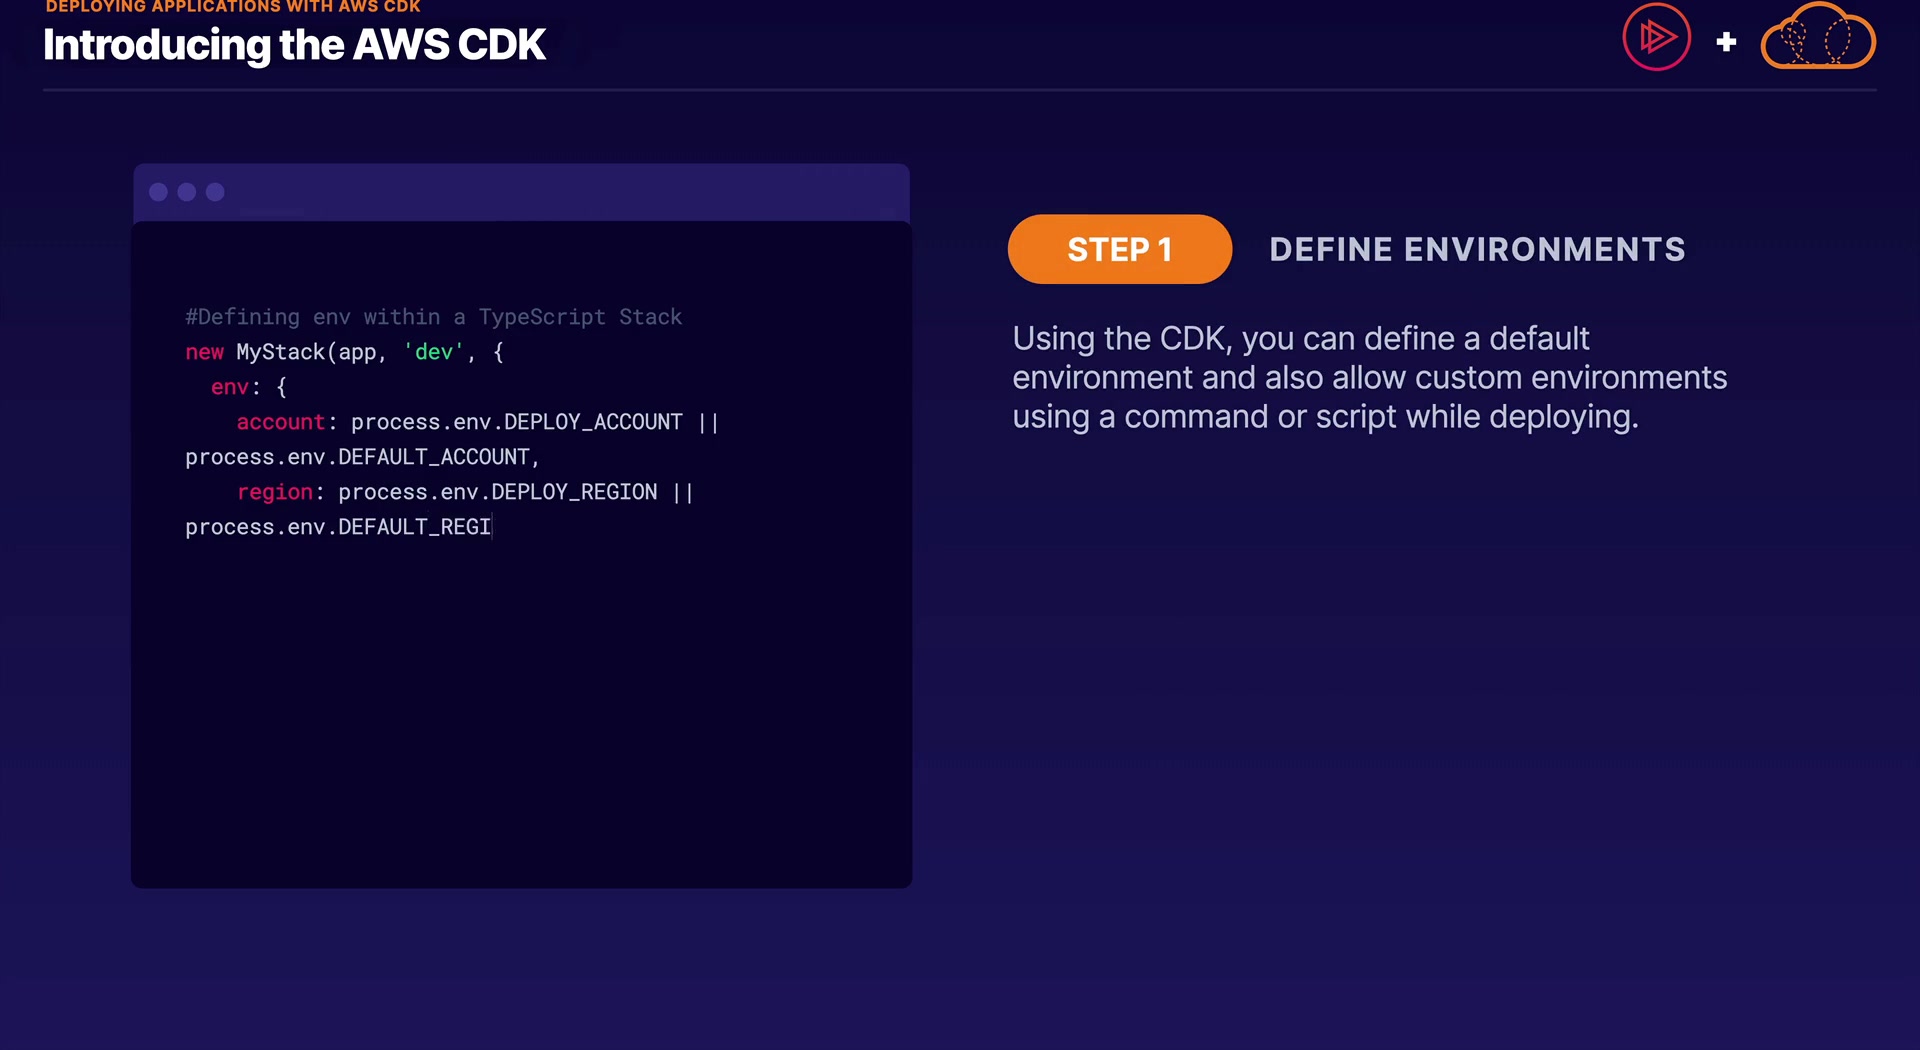 DEPLOYING APPLICATIONS WITH AWS CDK
Introducing the AWS CDK
#Defining env within a TypeScript Stack
new MyStack(app, 'dev', {
  env: {
    account: process.env.DEPLOY_ACCOUNT ||
process.env.DEFAULT_ACCOUNT,
    region: process.env.DEPLOY_REGION ||
process.env.DEFAULT_REGI
STEP 1 DEFINE ENVIRONMENTS
Using the CDK, you can define a default
environment and also allow custom environments
using a command or script while deploying.